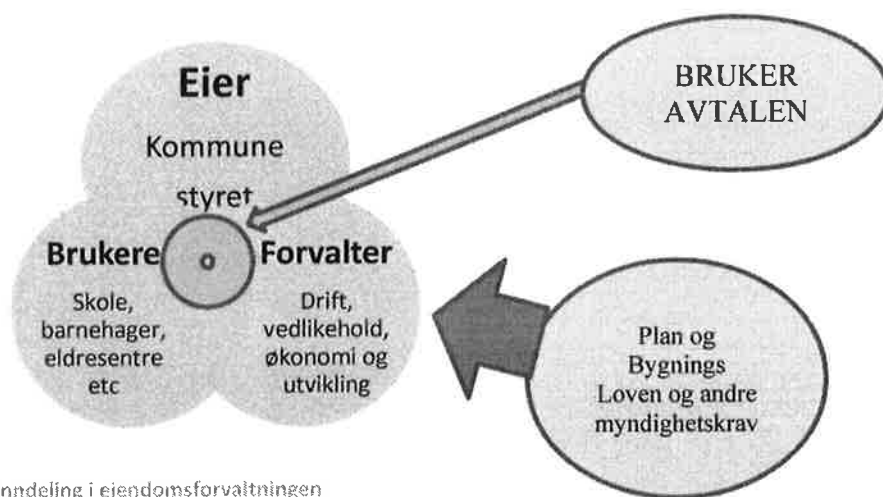 Eier
Kommune
styret
Brukere
o
Forvalter
Skole,
barnehager,
eldresentre
etc
Drift,
vedlikehold,
økonomi og
utvikling
BRUKER
AVTALEN
Plan og
Bygnings
Loven og andre
myndighetskrav
nndeling i eiendomsforvaltningen